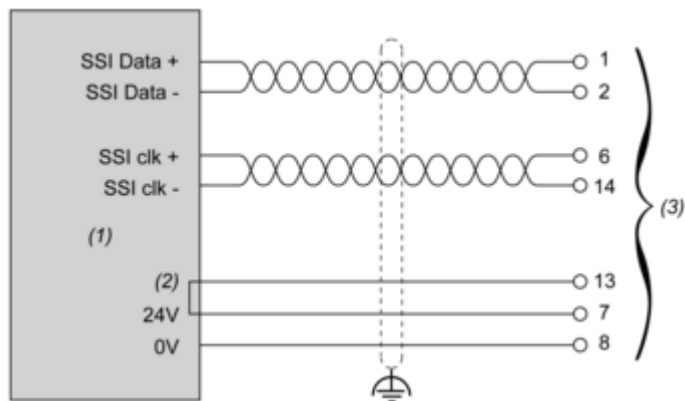 SSI Data + 1
SSI Data - 2
SSI clk + 6
SSI clk - 14
(1) (3)
(2) 13
24V 7
0V 8